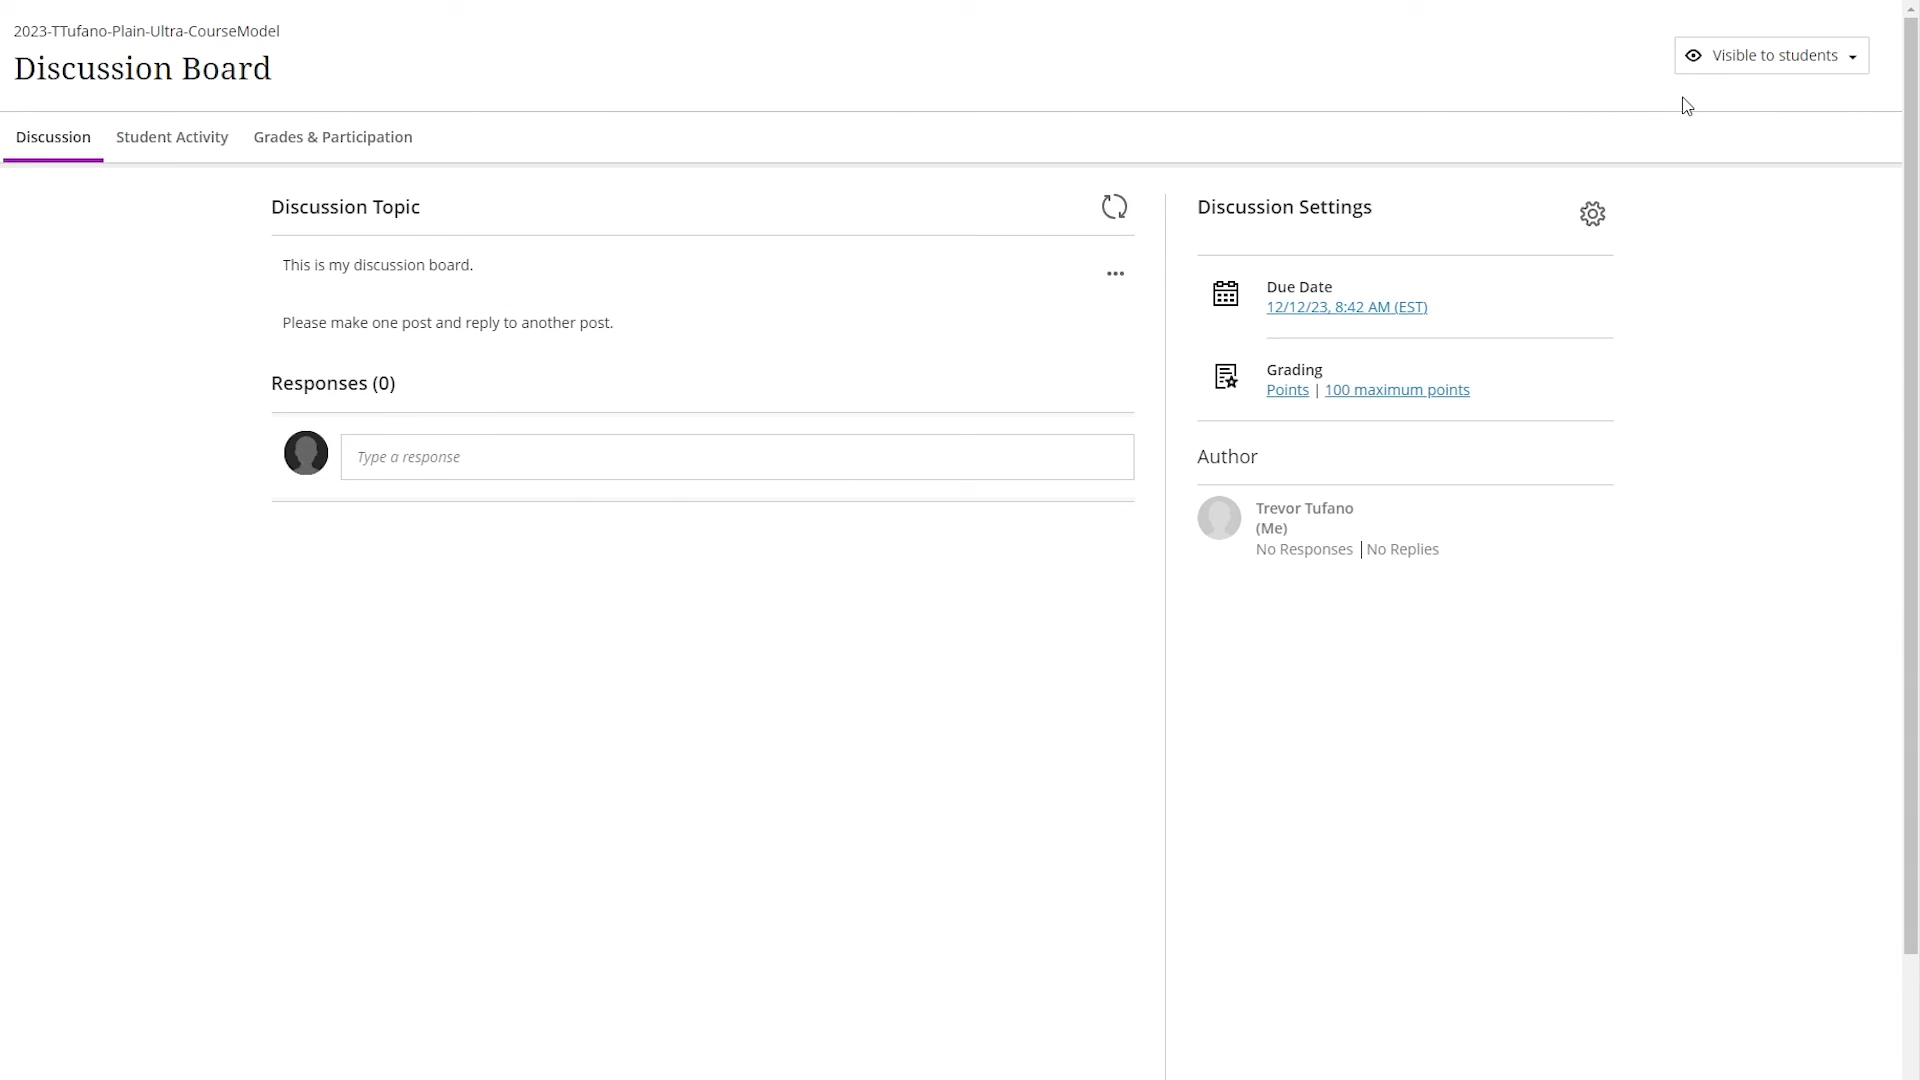 2023-TTufano-Plain-Ultra-CourseModel
Discussion Board
Visible to students
Discussion
Student Activity
Grades & Participation
Discussion Topic
This is my discussion board.
Please make one post and reply to another post.
Responses (0)
Type a response
Discussion Settings
Due Date
12/12/23, 8:42 AM (EST)
Grading
Points | 100 maximum points
Author
Trevor Tufano
(Me)
No Responses | No Replies